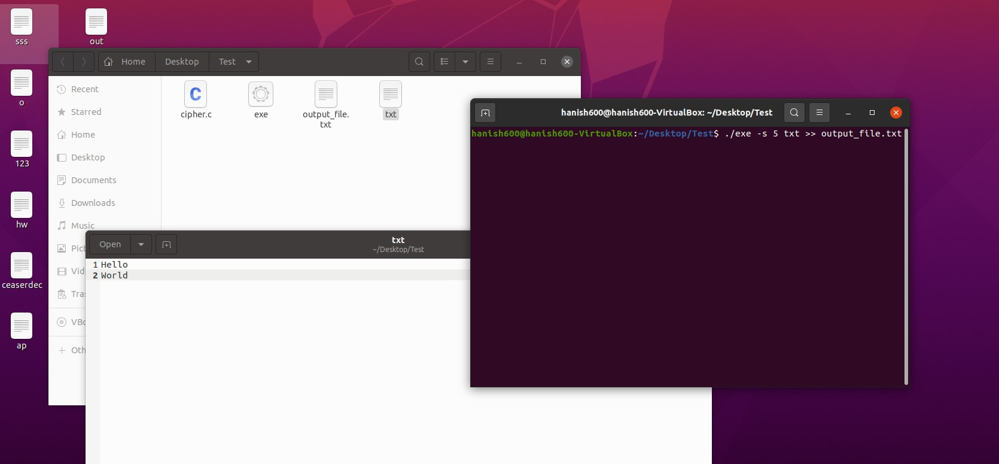 sss
out
o
123
hw
ceaserdec
ap
Home
Desktop
Test
Recent
Starred
Home
Desktop
Documents
Downloads
Music
Pict
Vid
Tra
VBo
Oth
cipher.c
exe
output_file.
txt
txt
Open
txt
~/Desktop/Test
1 Hello
2 World
hanish600@hanish600-VirtualBox: ~/Desktop/Test
hanish600@hanish600-VirtualBox:~/Desktop/Test$ ./exe -s 5 txt >> output_file.txt